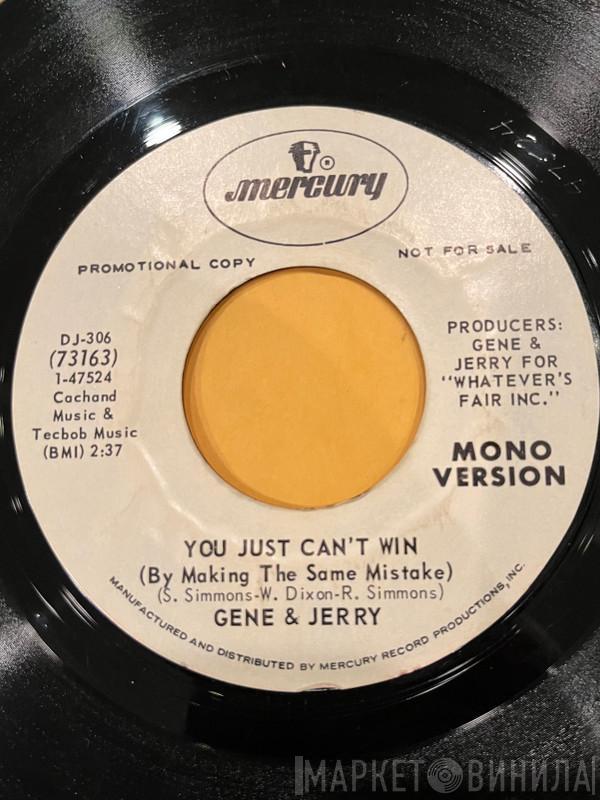 mercury
®
PROMOTIONAL COPY
NOT FOR SALE
DJ-306
(73163)
1-47524
Cachand
Music &
Tecbob Music
(BMI) 2:37
PRODUCERS:
GENE &
JERRY FOR
"WHATEVER'S
FAIR INC."
MONO
VERSION
YOU JUST CAN'T WIN
(By Making The Same Mistake)
(S. Simmons-W. Dixon-R. Simmons)
GENE & JERRY
MANUFACTURED AND DISTRIBUTED BY MERCURY RECORD PRODUCTIONS, INC.
МАРКЕТ ВИНИЛА